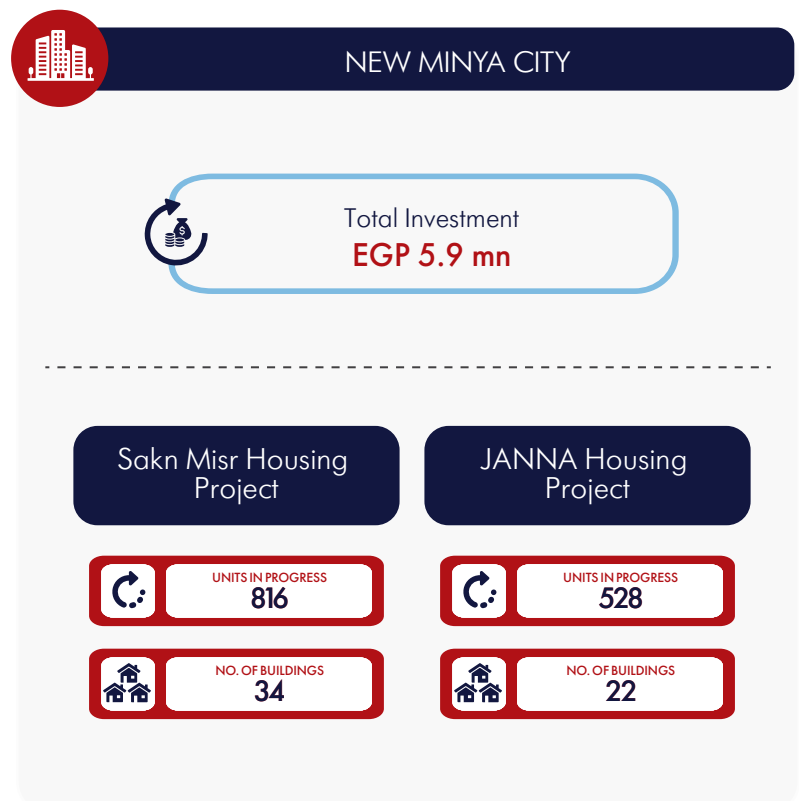 NEW MINYA CITY
Total Investment
EGP 5.9 mn
Sakn Misr Housing
Project
JANNA Housing
Project
UNITS IN PROGRESS
816
UNITS IN PROGRESS
528
NO. OF BUILDINGS
34
NO. OF BUILDINGS
22